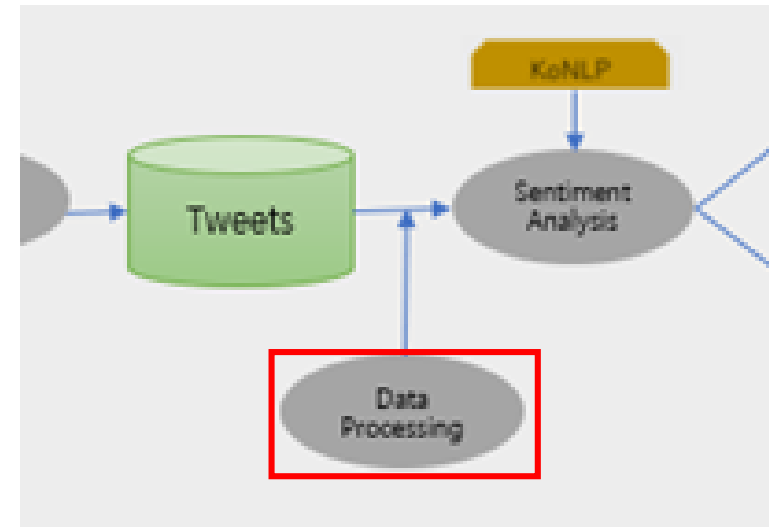 KoNLP
Tweets
Sentiment
Analysis
Data
Processing